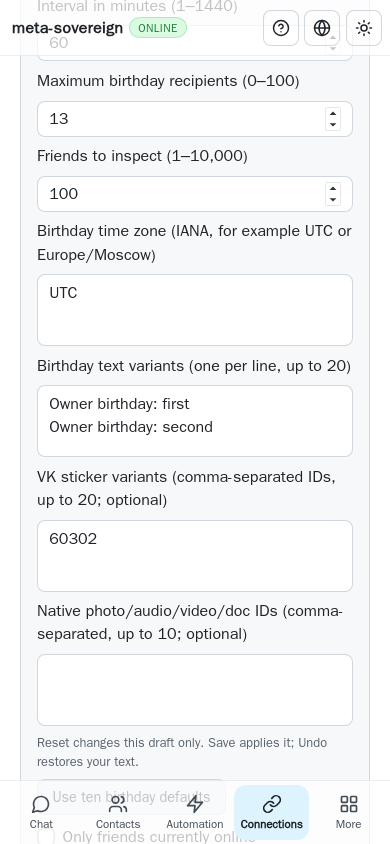 Interval in minutes (1–1440)
meta-sovereign ONLINE
60
Maximum birthday recipients (0–100)
13
Friends to inspect (1–10,000)
100
Birthday time zone (IANA, for example UTC or
Europe/Moscow)
UTC
Birthday text variants (one per line, up to 20)
Owner birthday: first
Owner birthday: second
VK sticker variants (comma-separated IDs,
up to 20; optional)
60302
Native photo/audio/video/doc IDs (comma-
separated, up to 10; optional)
Reset changes this draft only. Save applies it; Undo
restores your text.
Use ten birthday defaults
Chat Contacts Automation Connections More
Only friends currently online